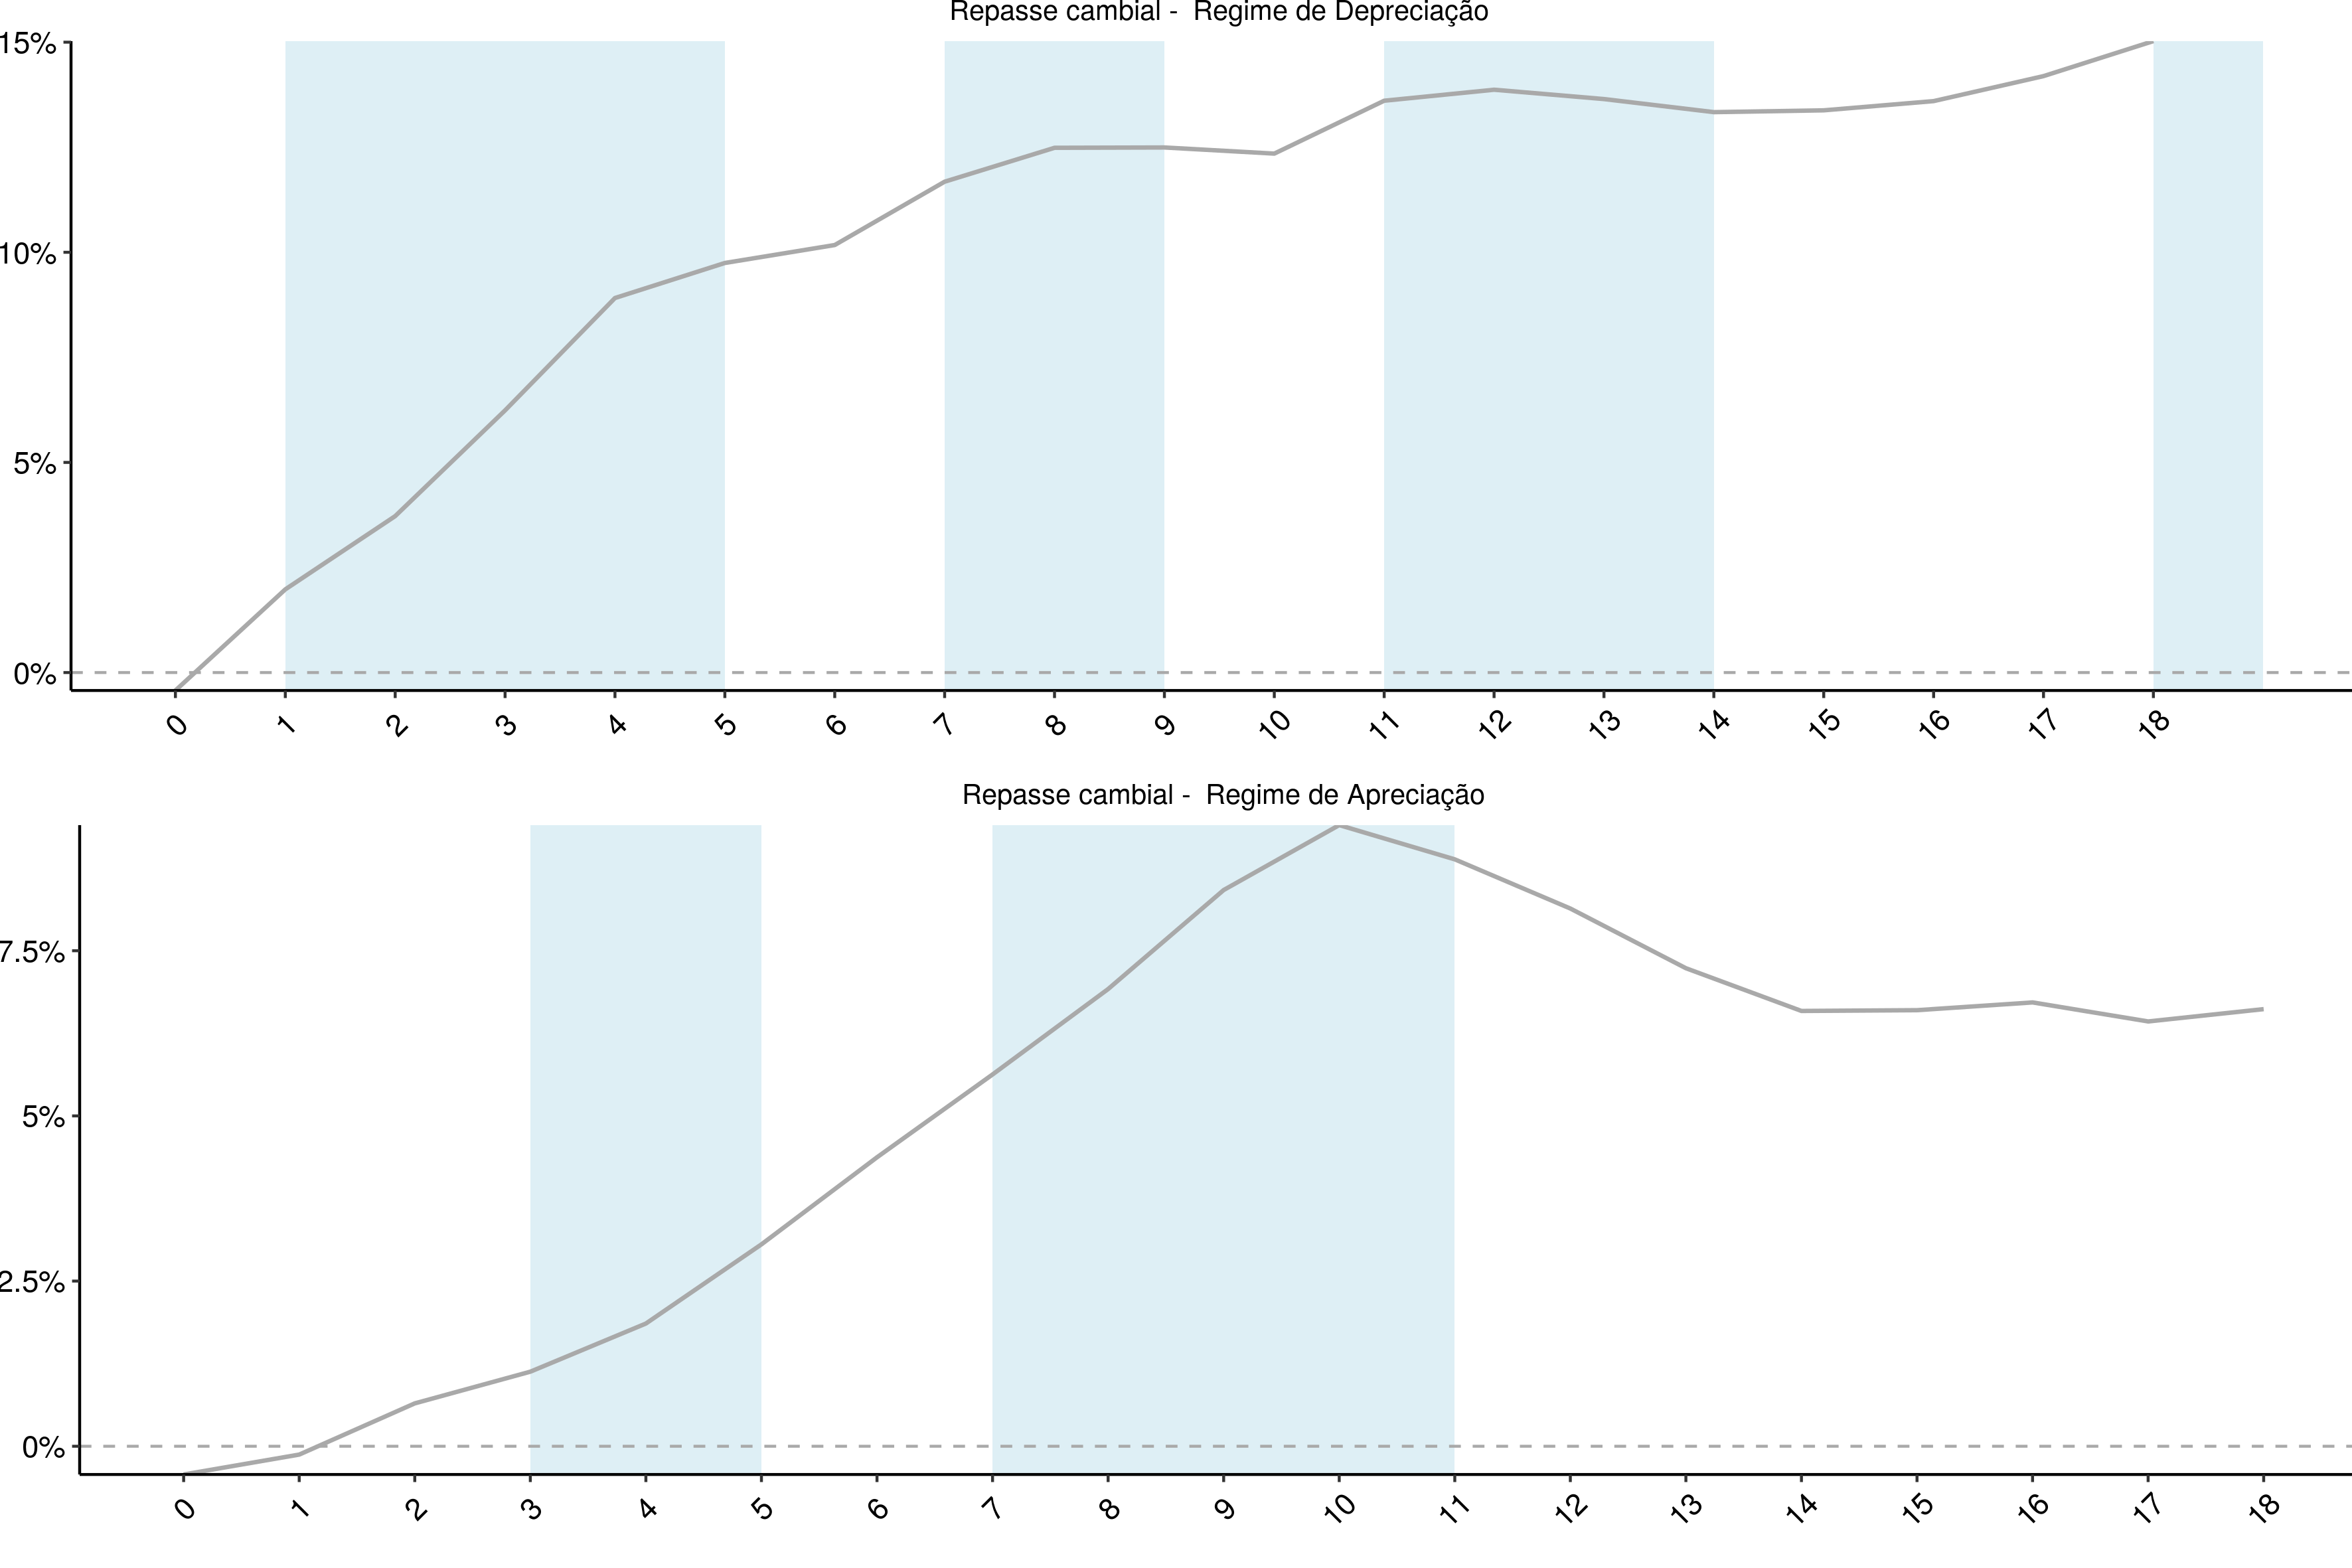 Repasse cambial -  Regime de Depreciação
15%
10%
5%
0%
0 1 2 3 4 5 6 7 8 9 10 11 12 13 14 15 16 17 18
Repasse cambial -  Regime de Apreciação
7.5%
5%
2.5%
0%
0 1 2 3 4 5 6 7 8 9 10 11 12 13 14 15 16 17 18